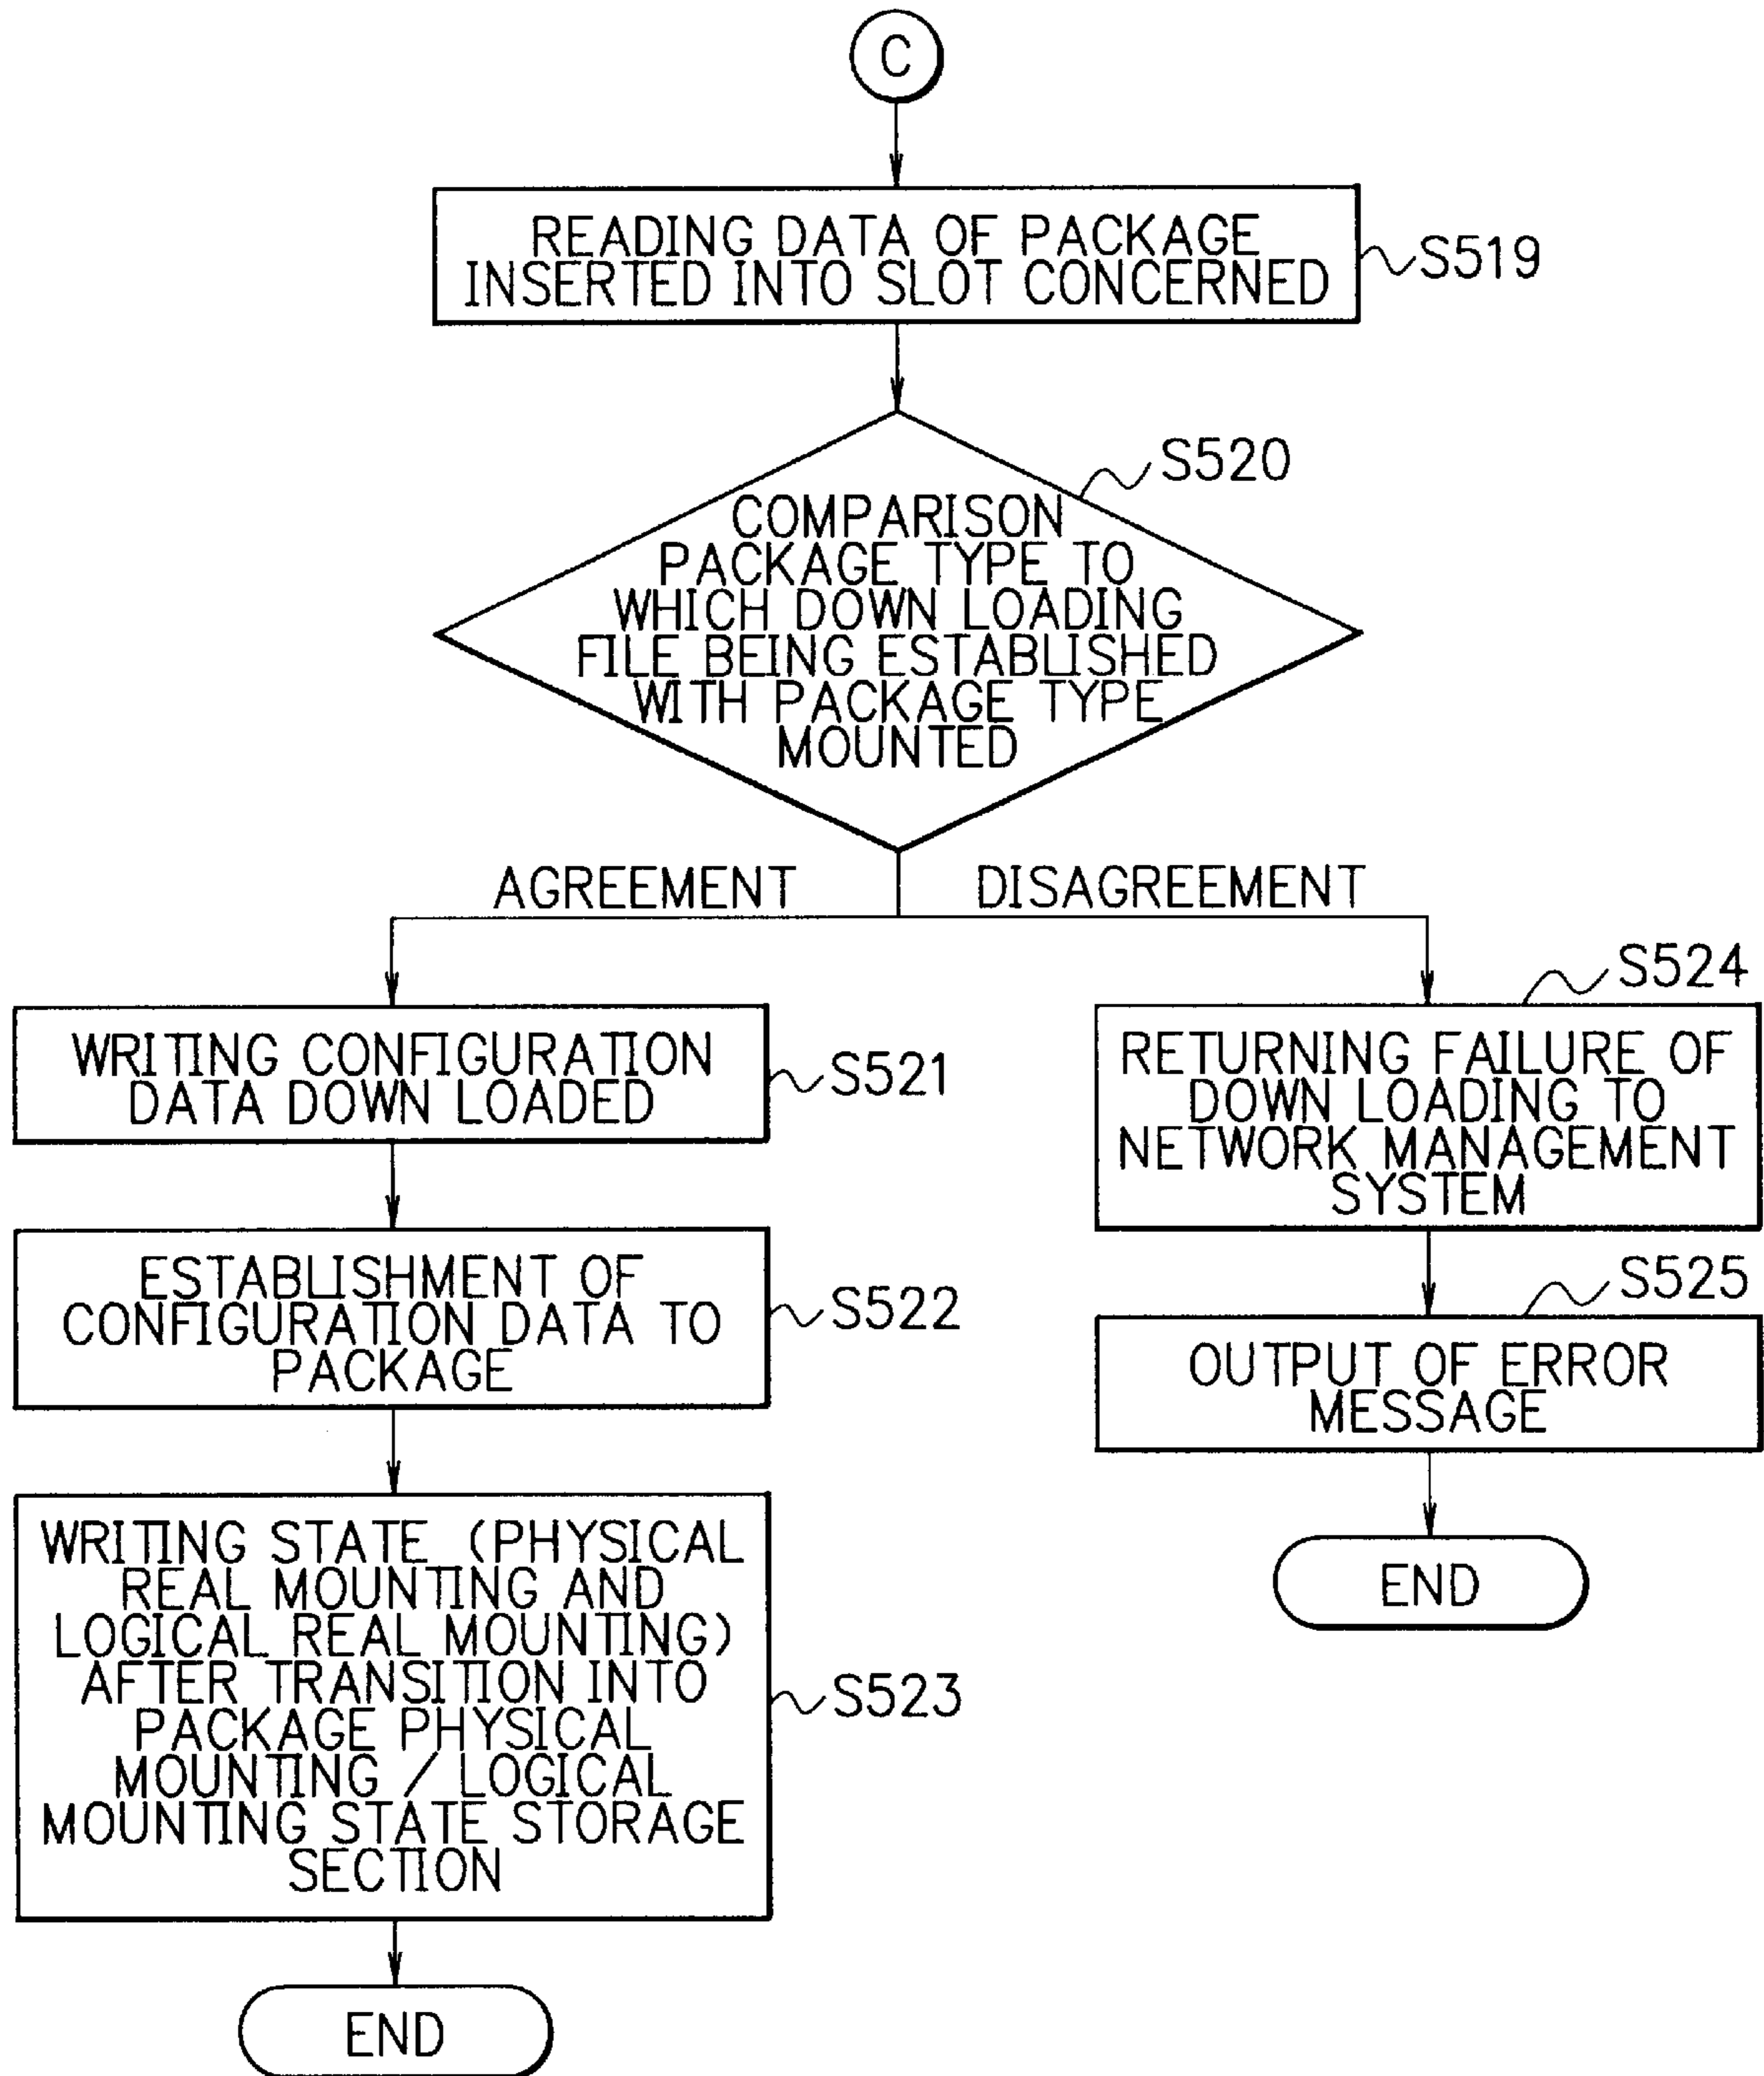 C
READING DATA OF PACKAGE
INSERTED INTO SLOT CONCERNED
S519
S520
COMPARISON
PACKAGE TYPE TO
WHICH DOWN LOADING
FILE BEING ESTABLISHED
WITH PACKAGE TYPE
MOUNTED
AGREEMENT
DISAGREEMENT
WRITING CONFIGURATION
DATA DOWN LOADED
S521
ESTABLISHMENT OF
CONFIGURATION DATA TO
PACKAGE
S522
WRITING STATE (PHYSICAL
REAL MOUNTING AND
LOGICAL REAL MOUNTING)
AFTER TRANSITION INTO
PACKAGE PHYSICAL
MOUNTING / LOGICAL
MOUNTING STATE STORAGE
SECTION
S523
END
S524
RETURNING FAILURE OF
DOWN LOADING TO
NETWORK MANAGEMENT
SYSTEM
S525
OUTPUT OF ERROR
MESSAGE
END